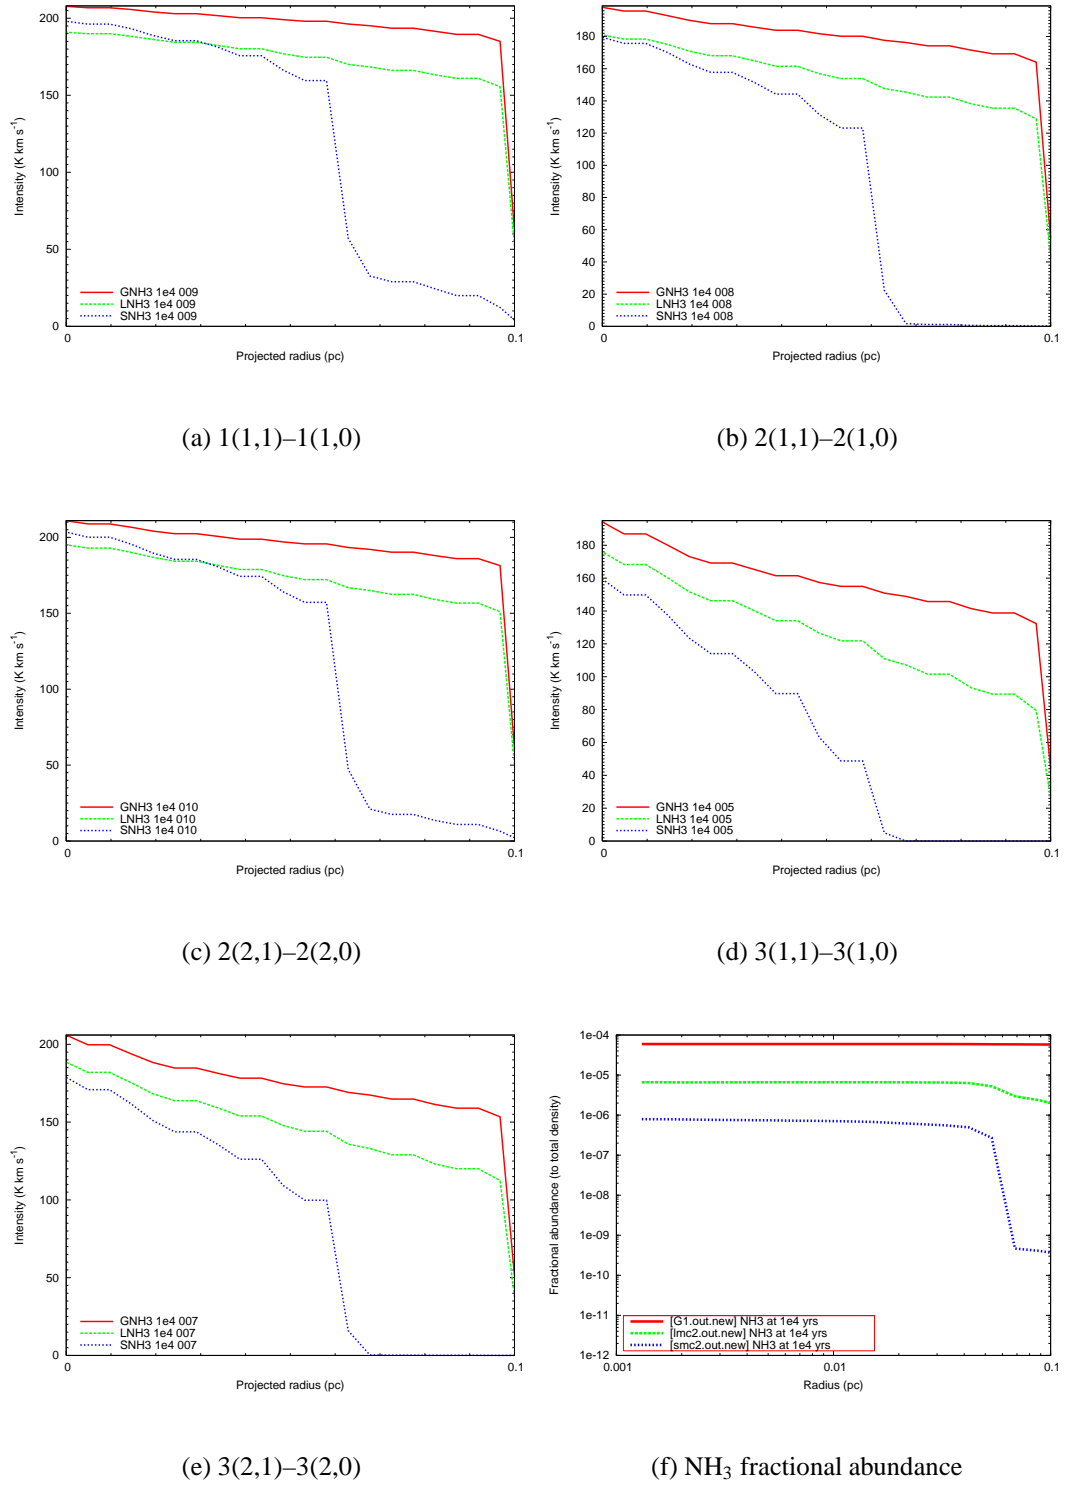 200
150
100
50
0
Intensity (K km s⁻¹)
GNH3 1e4 009
LNH3 1e4 009
SNH3 1e4 009
0 0.1
Projected radius (pc)
(a) 1(1,1)–1(1,0)
180
160
140
120
100
80
60
40
20
0
Intensity (K km s⁻¹)
GNH3 1e4 008
LNH3 1e4 008
SNH3 1e4 008
0 0.1
Projected radius (pc)
(b) 2(1,1)–2(1,0)
200
150
100
50
0
Intensity (K km s⁻¹)
GNH3 1e4 010
LNH3 1e4 010
SNH3 1e4 010
0 0.1
Projected radius (pc)
(c) 2(2,1)–2(2,0)
180
160
140
120
100
80
60
40
20
0
Intensity (K km s⁻¹)
GNH3 1e4 005
LNH3 1e4 005
SNH3 1e4 005
0 0.1
Projected radius (pc)
(d) 3(1,1)–3(1,0)
200
150
100
50
0
Intensity (K km s⁻¹)
GNH3 1e4 007
LNH3 1e4 007
SNH3 1e4 007
0 0.1
Projected radius (pc)
(e) 3(2,1)–3(2,0)
1e-04
1e-05
1e-06
1e-07
1e-08
1e-09
1e-10
1e-11
1e-12
Fractional abundance (to total density)
[G1.out.new] NH3 at 1e4 yrs
[lmc2.out.new] NH3 at 1e4 yrs
[smc2.out.new] NH3 at 1e4 yrs
0.001 0.01 0.1
Radius (pc)
(f) NH₃ fractional abundance